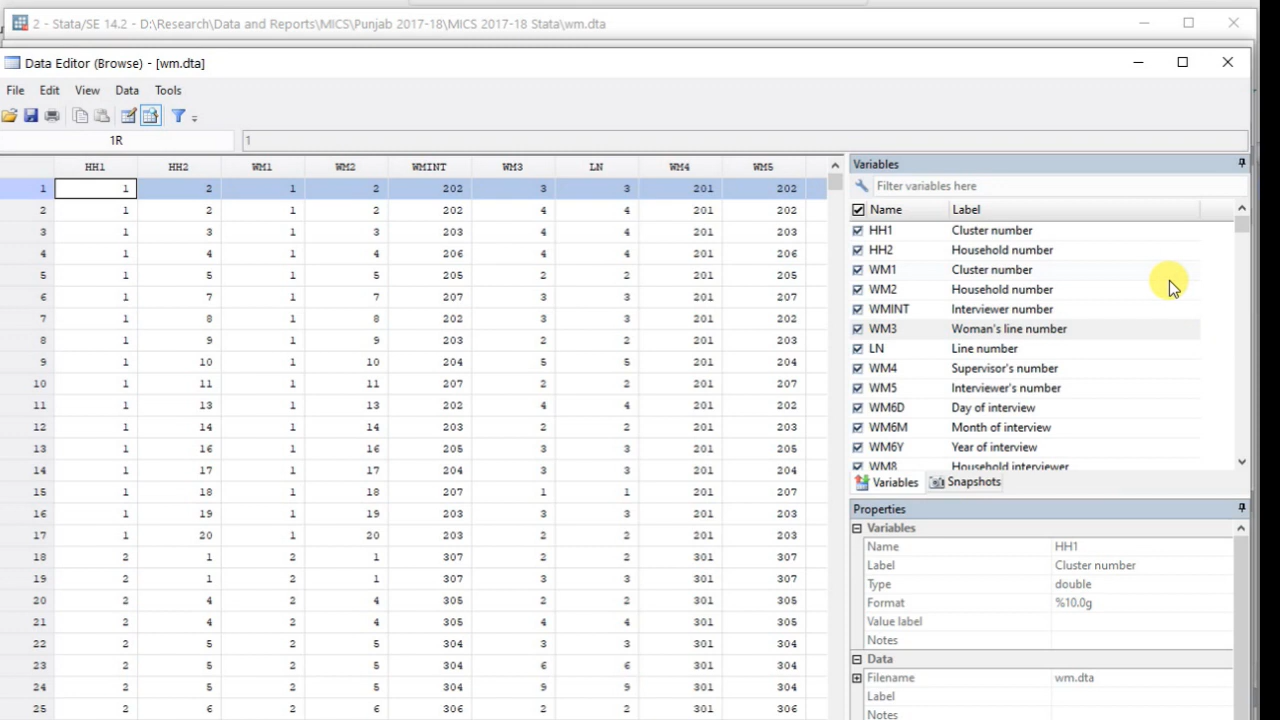 2 - Stata/SE 14.2 - D:\Research\Data and Reports\MICS\Punjab 2017-18\MICS 2017-18 Stata\wm.dta
Data Editor (Browse) - [wm.dta]
File Edit View Data Tools
1R 1
HH1 HH2 WM1 WM2 WMINT WM3 LN WM4 WM5
1 1 2 1 2 202 3 3 201 202
2 1 2 1 2 202 4 4 201 202
3 1 3 1 3 203 4 4 201 203
4 1 4 1 4 206 4 4 201 206
5 1 5 1 5 205 2 2 201 205
6 1 7 1 7 207 3 3 201 207
7 1 8 1 8 202 3 3 201 202
8 1 9 1 9 203 2 2 201 203
9 1 10 1 10 204 5 5 201 204
10 1 11 1 11 207 2 2 201 207
11 1 13 1 13 202 4 4 201 202
12 1 14 1 14 203 2 2 201 203
13 1 16 1 16 205 3 3 201 205
14 1 17 1 17 204 3 3 201 204
15 1 18 1 18 207 1 1 201 207
16 1 19 1 19 203 3 3 201 203
17 1 20 1 20 203 2 2 201 203
18 2 1 2 1 307 2 2 301 307
19 2 1 2 1 307 3 3 301 307
20 2 4 2 4 305 2 2 301 305
21 2 4 2 4 305 4 4 301 305
22 2 5 2 5 304 3 3 301 304
23 2 5 2 5 304 6 6 301 304
24 2 5 2 5 304 9 9 301 304
25 2 6 2 6 306 2 2 301 306
Variables
Filter variables here
Name Label
HH1 Cluster number
HH2 Household number
WM1 Cluster number
WM2 Household number
WMINT Interviewer number
WM3 Woman's line number
LN Line number
WM4 Supervisor's number
WM5 Interviewer's number
WM6D Day of interview
WM6M Month of interview
WM6Y Year of interview
WM8 Household interviewer
Variables Snapshots
Properties
Variables
Name HH1
Label Cluster number
Type double
Format %10.0g
Value label
Notes
Data
Filename wm.dta
Label
Notes